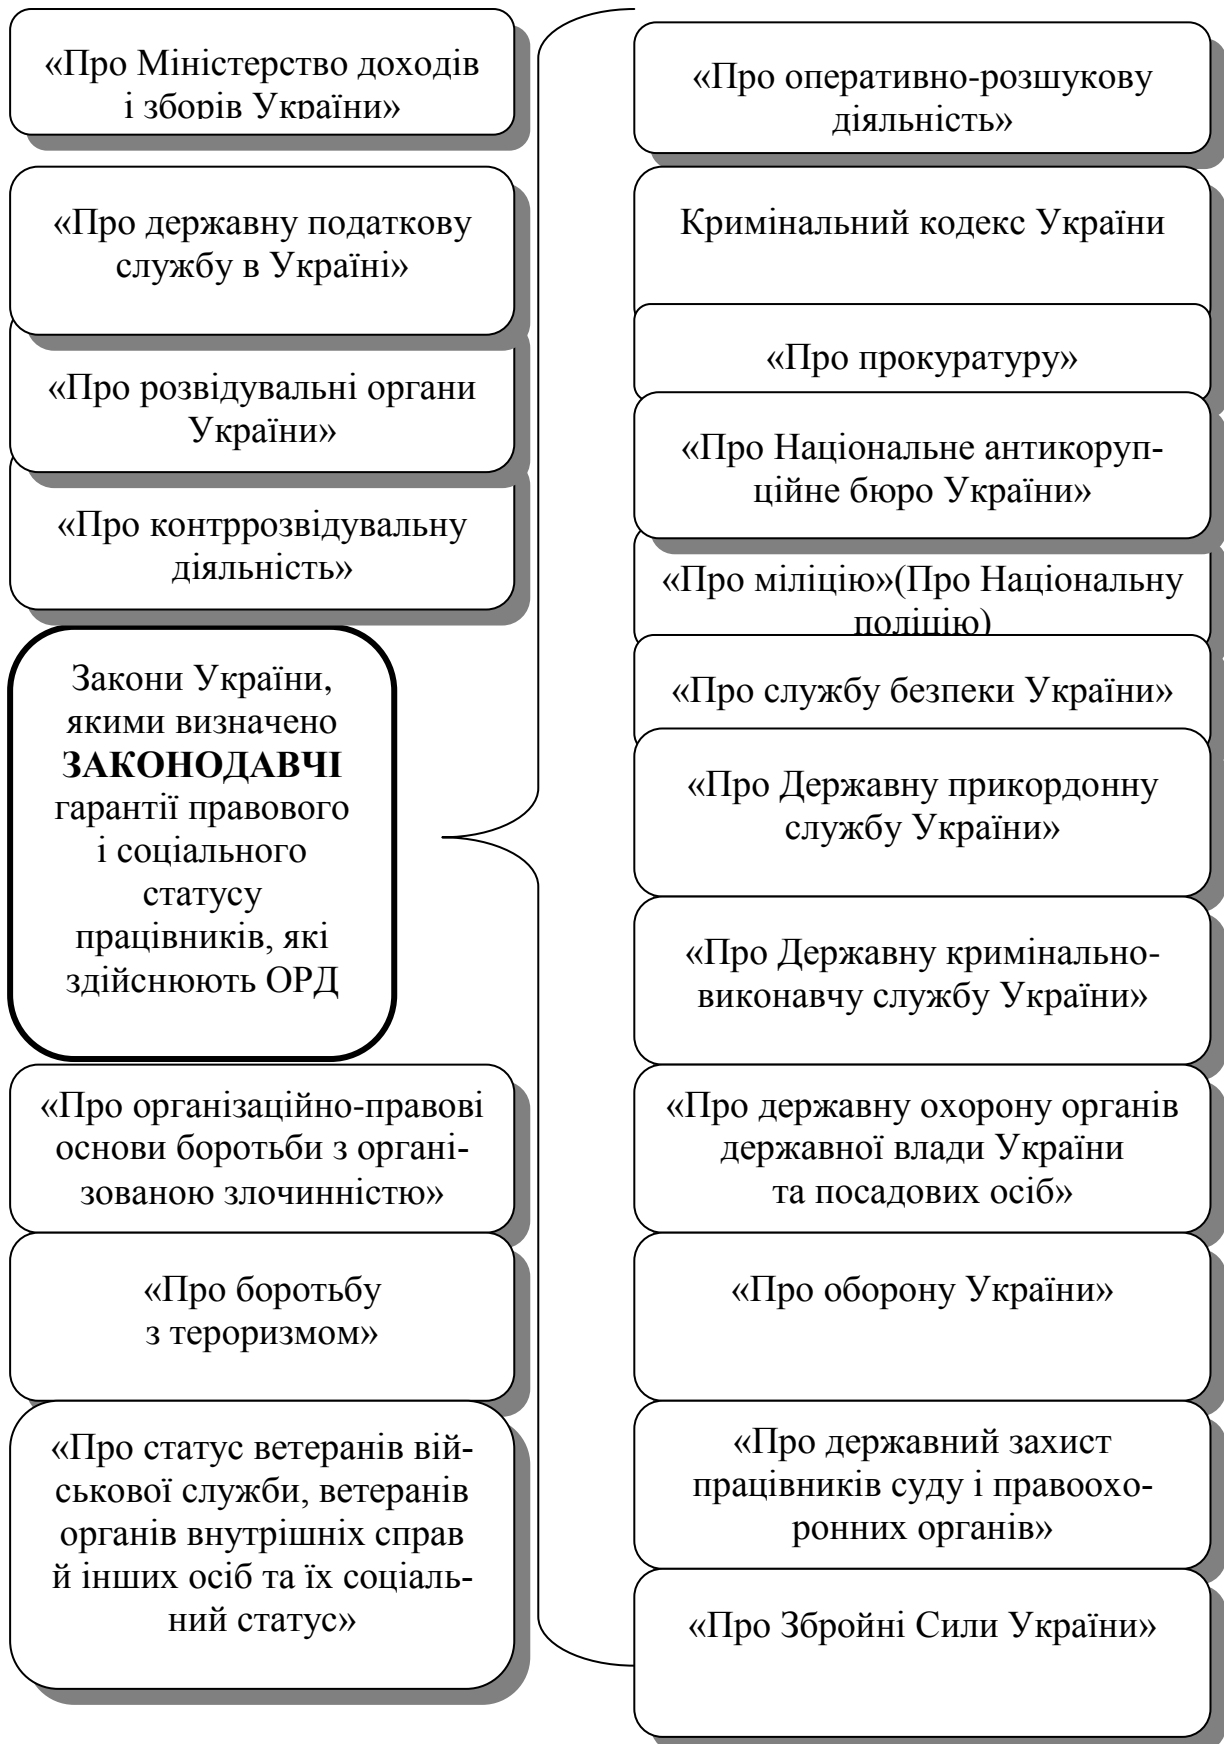 «Про Міністерство доходів
і зборів України»
«Про державну податкову
службу в Україні»
«Про розвідувальні органи
України»
«Про контррозвідувальну
діяльність»
Закони України,
якими визначено
ЗАКОНОДАВЧІ
гарантії правового
і соціального
статусу
працівників, які
здійснюють ОРД
«Про організаційно-правові
основи боротьби з органі-
зованою злочинністю»
«Про боротьбу
з тероризмом»
«Про статус ветеранів вій-
ськової служби, ветеранів
органів внутрішніх справ
й інших осіб та їх соціаль-
ний статус»
«Про оперативно-розшукову
діяльність»
Кримінальний кодекс України
«Про прокуратуру»
«Про Національне антикоруп-
ційне бюро України»
«Про міліцію»(Про Національну
поліцію)
«Про службу безпеки України»
«Про Державну прикордонну
службу України»
«Про Державну кримінально-
виконавчу службу України»
«Про державну охорону органів
державної влади України
та посадових осіб»
«Про оборону України»
«Про державний захист
працівників суду і правоохо-
ронних органів»
«Про Збройні Сили України»